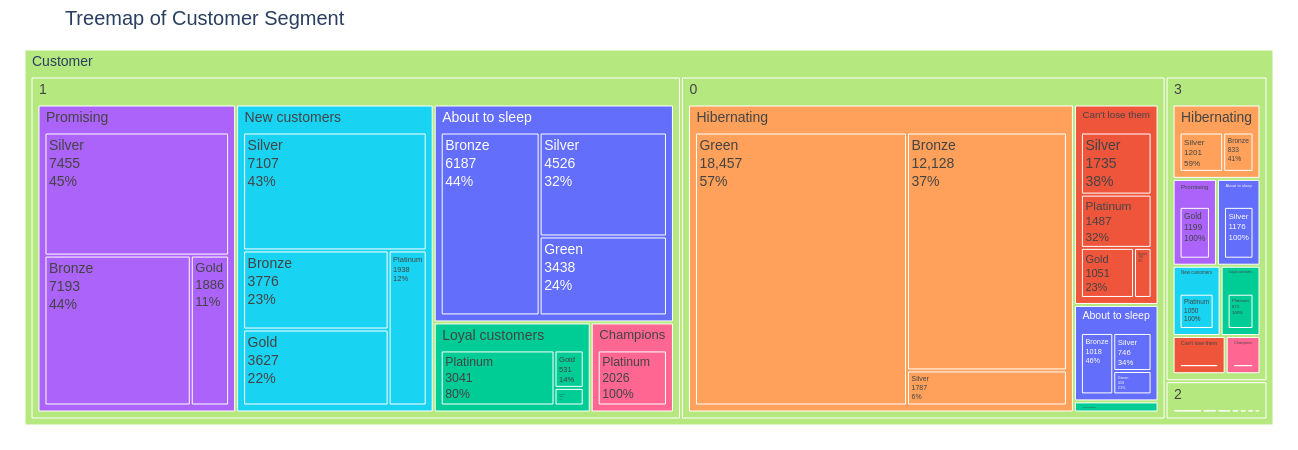 Treemap of Customer Segment
Customer
1
Promising
Silver
7455
45%
Bronze
7193
44%
Gold
1886
11%
New customers
Silver
7107
43%
Bronze
3776
23%
Gold
3627
22%
Platinum
1938
12%
About to sleep
Bronze
6187
44%
Silver
4526
32%
Green
3438
24%
Loyal customers
Platinum
3041
80%
Gold
531
14%
Champions
Platinum
2026
100%
0
Hibernating
Green
18,457
57%
Bronze
12,128
37%
Silver
1787
6%
Can't lose them
Silver
1735
38%
Platinum
1487
32%
Gold
1051
23%
About to sleep
Bronze
1018
46%
Silver
746
34%
3
Hibernating
Silver
1201
59%
Bronze
833
41%
Promising
Gold
1199
100%
About to sleep
Silver
1176
100%
New customers
Platinum
1050
100%
Platinum
100%
Can't lose them
Champions
2